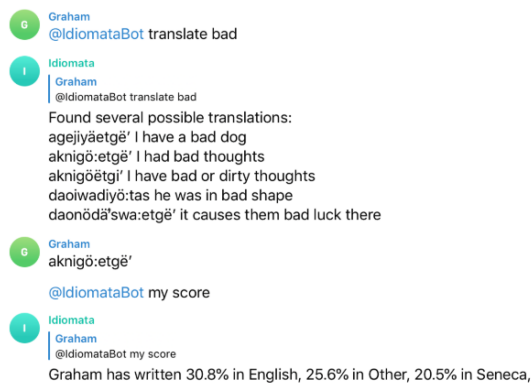 G
Graham
@IdiomataBot translate bad
I
Idiomata
Graham
@IdiomataBot translate bad
Found several possible translations:
agejiyäetgë’ I have a bad dog
aknigö:etgë’ I had bad thoughts
aknigöëtgi’ I have bad or dirty thoughts
daoiwadiyö:tas he was in bad shape
daonödä’swa:etgë’ it causes them bad luck there
G
Graham
aknigö:etgë’
@IdiomataBot my score
I
Idiomata
Graham
@IdiomataBot my score
Graham has written 30.8% in English, 25.6% in Other, 20.5% in Seneca,